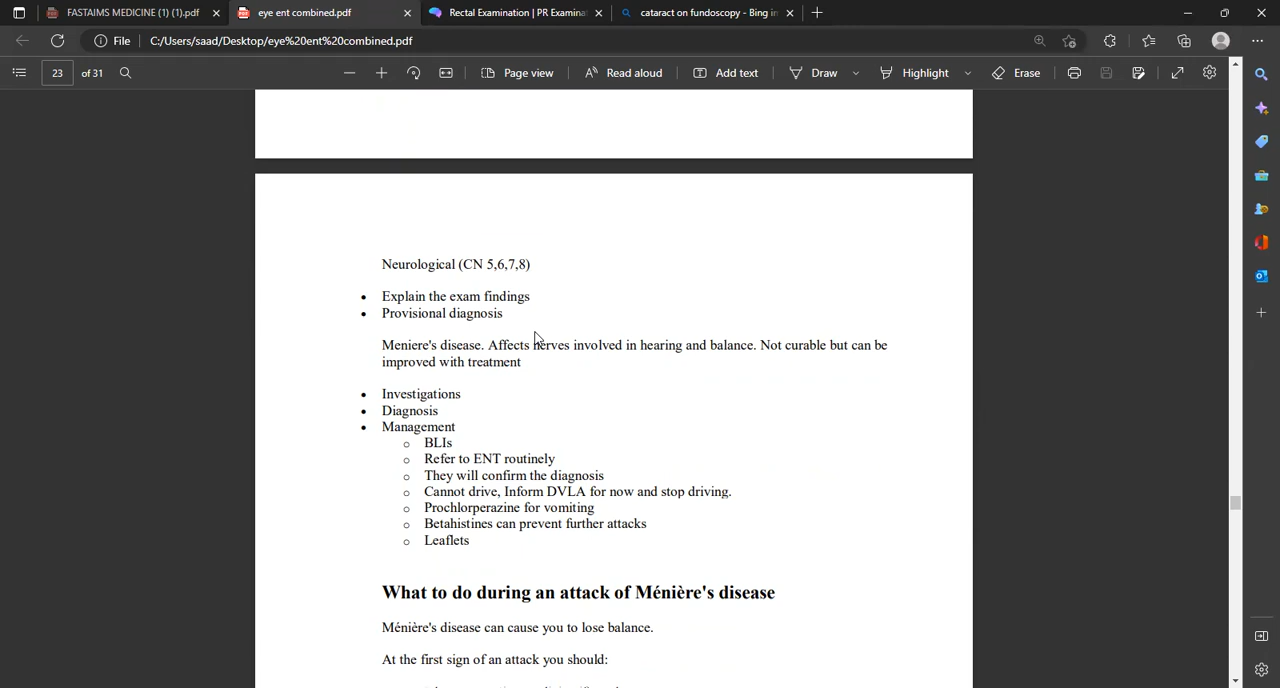 FASTAIMS MEDICINE (1) (1).pdf
eye ent combined.pdf
Rectal Examination | PR Examina
cataract on fundoscopy - Bing in
File
C:/Users/saad/Desktop/eye%20ent%20combined.pdf
23
of 31
Page view
Read aloud
Add text
Draw
Highlight
Erase
Neurological (CN 5,6,7,8)
• Explain the exam findings
• Provisional diagnosis
Meniere's disease. Affects nerves involved in hearing and balance. Not curable but can be
improved with treatment
• Investigations
• Diagnosis
• Management
o BLIs
o Refer to ENT routinely
o They will confirm the diagnosis
o Cannot drive, Inform DVLA for now and stop driving.
o Prochlorperazine for vomiting
o Betahistines can prevent further attacks
o Leaflets
What to do during an attack of Ménière's disease
Ménière's disease can cause you to lose balance.
At the first sign of an attack you should: